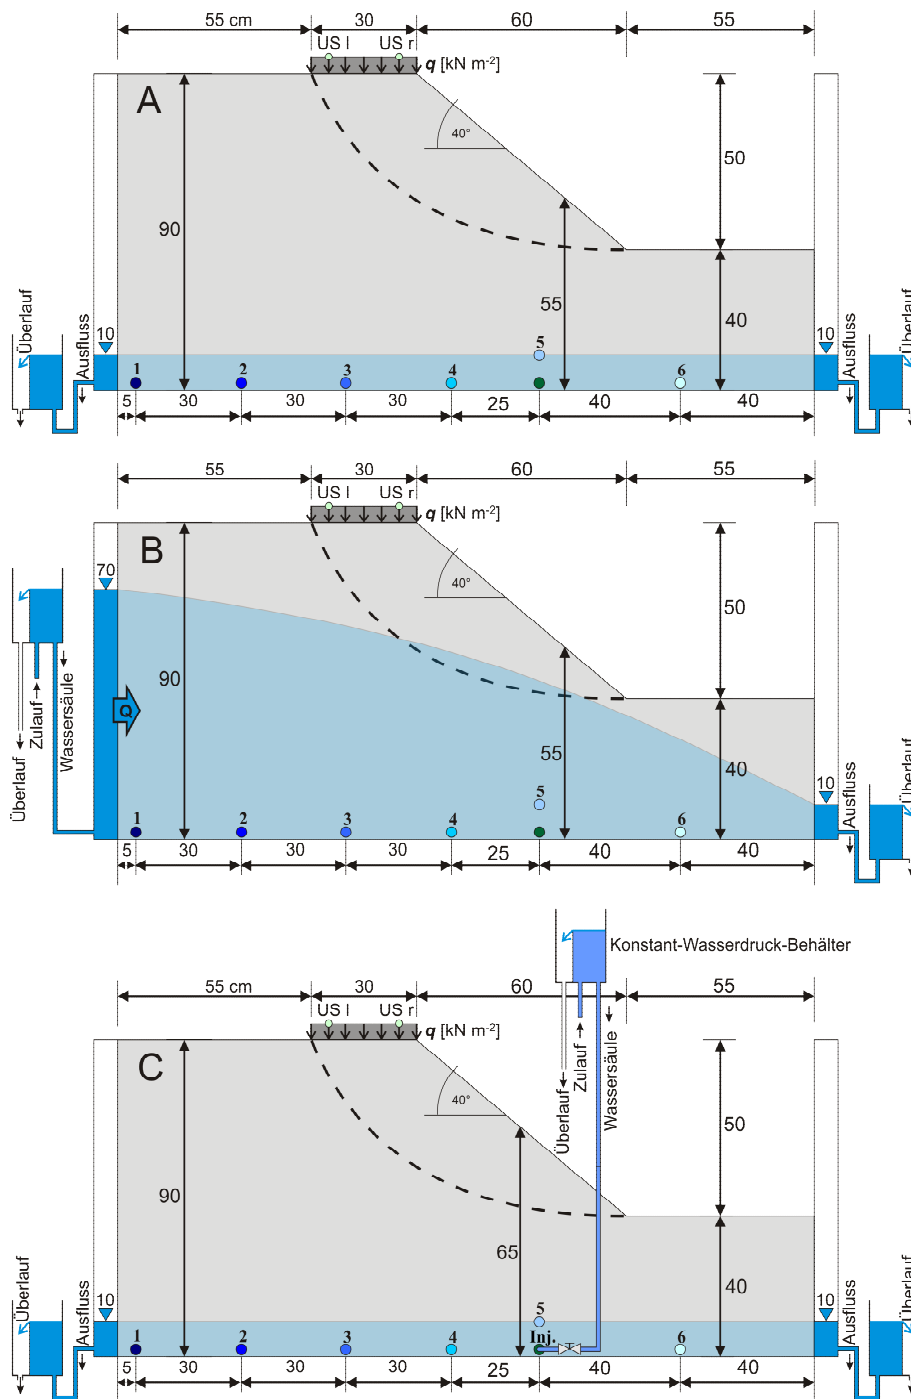 55 cm 30 60 55
US l US r
q [kN m⁻²]
A
40°
50
90
55
40
Überlauf
Ausfluss
10
10
Ausfluss
Überlauf
5
1 2 3 4 6
5 30 30 30 25 40 40
55 30 60 55
US l US r
q [kN m⁻²]
B
40°
70
50
90
Q
55
40
Überlauf
Zulauf
Wassersäule
10
Ausfluss
Überlauf
5
1 2 3 4 6
5 30 30 30 25 40 40
Konstant-Wasserdruck-Behälter
55 cm 30 60 55
US l US r
q [kN m⁻²]
C
40°
Überlauf
Zulauf
Wassersäule
50
90
65
40
Überlauf
Ausfluss
10
10
Ausfluss
Überlauf
5
1 2 3 4 Inj. 6
5 30 30 30 25 40 40